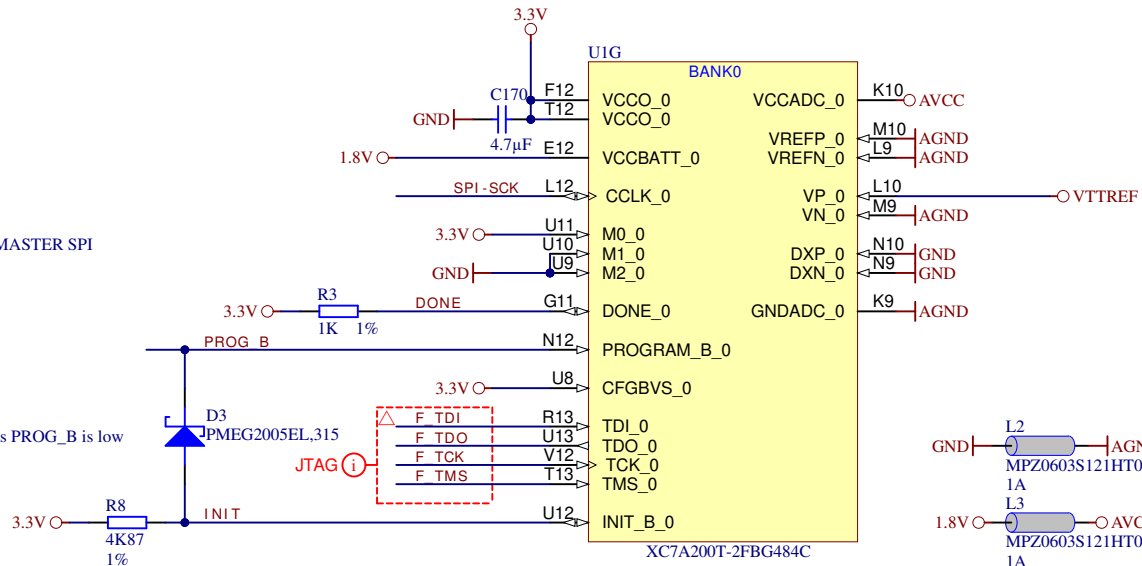 3.3V
U1G
BANK0
C170
F12
VCCO_0
VCCADC_0
K10
AVCC
GND
T12
VCCO_0
4.7µF
VREFP_0
M10
AGND
1.8V
E12
VCCBATT_0
VREFN_0
L9
AGND
SPI-SCK
L12
CCLK_0
VP_0
L10
VTTREF
VN_0
M9
AGND
3.3V
U11
M0_0
MASTER SPI
U10
M1_0
DXP_0
N10
GND
GND
U9
M2_0
DXN_0
N9
GND
R3
3.3V
DONE
G11
DONE_0
GNDADC_0
K9
AGND
1K 1%
PROG_B
N12
PROGRAM_B_0
3.3V
U8
CFGBVS_0
D3
PMEG2005EL,315
s PROG_B is low
F_TDI
R13
TDI_0
F_TDO
U13
TDO_0
JTAG
i
F_TCK
V12
TCK_0
F_TMS
T13
TMS_0
L2
GND
AGN
MPZ0603S121HT0
1A
R8
3.3V
INIT
U12
INIT_B_0
4K87
1%
XC7A200T-2FBG484C
L3
1.8V
AVC
MPZ0603S121HT0
1A